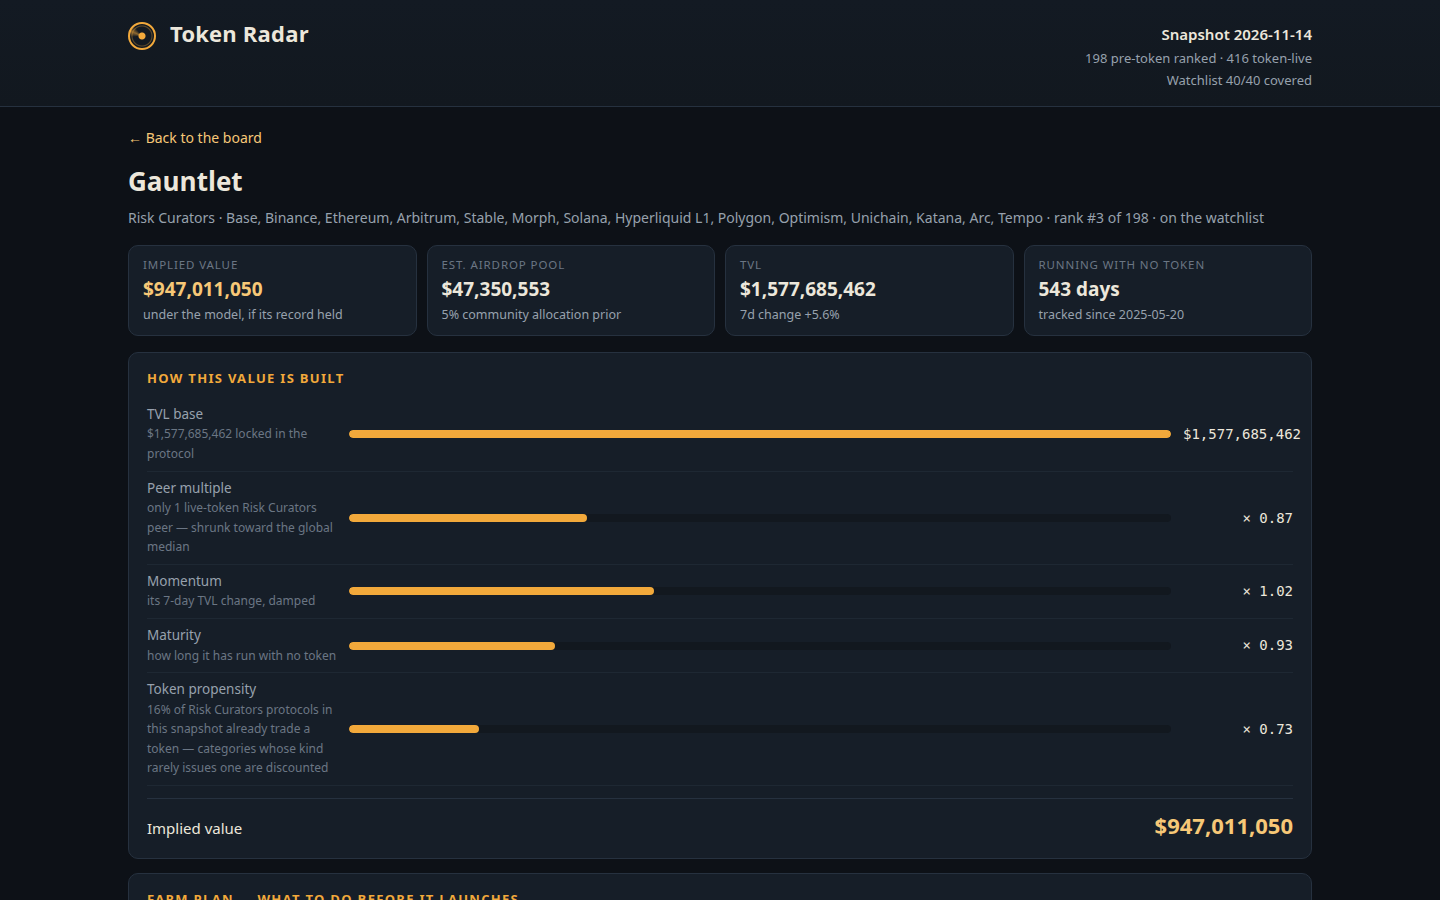 Token Radar
Snapshot 2026-11-14
198 pre-token ranked · 416 token-live
Watchlist 40/40 covered
← Back to the board
Gauntlet
Risk Curators · Base, Binance, Ethereum, Arbitrum, Stable, Morph, Solana, Hyperliquid L1, Polygon, Optimism, Unichain, Katana, Arc, Tempo · rank #3 of 198 · on the watchlist
IMPLIED VALUE
$947,011,050
under the model, if its record held
EST. AIRDROP POOL
$47,350,553
5% community allocation prior
TVL
$1,577,685,462
7d change +5.6%
RUNNING WITH NO TOKEN
543 days
tracked since 2025-05-20
HOW THIS VALUE IS BUILT
TVL base
$1,577,685,462 locked in the
protocol
$1,577,685,462
Peer multiple
only 1 live-token Risk Curators
peer — shrunk toward the global
median
× 0.87
Momentum
its 7-day TVL change, damped
× 1.02
Maturity
how long it has run with no token
× 0.93
Token propensity
16% of Risk Curators protocols in
this snapshot already trade a
token — categories whose kind
rarely issues one are discounted
× 0.73
Implied value
$947,011,050
FARM PLAN — WHAT TO DO BEFORE IT LAUNCHES